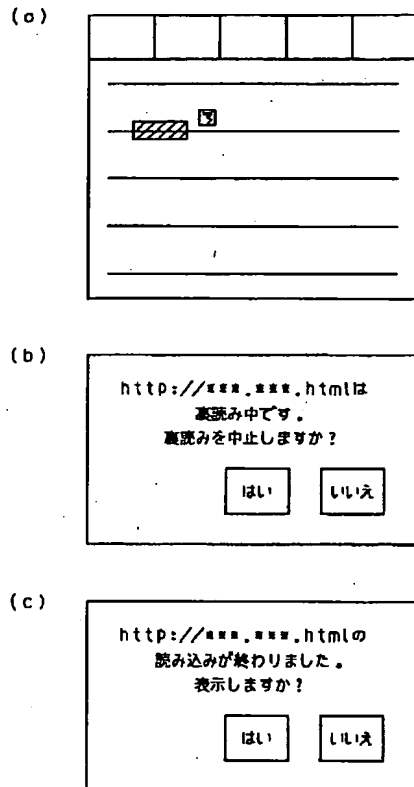 (a)
(b)
http://***.***.htmlは
裏読み中です。
裏読みを中止しますか?
はい いいえ
(c)
http://***.***.htmlの
読み込みが終わりました。
表示しますか?
はい いいえ